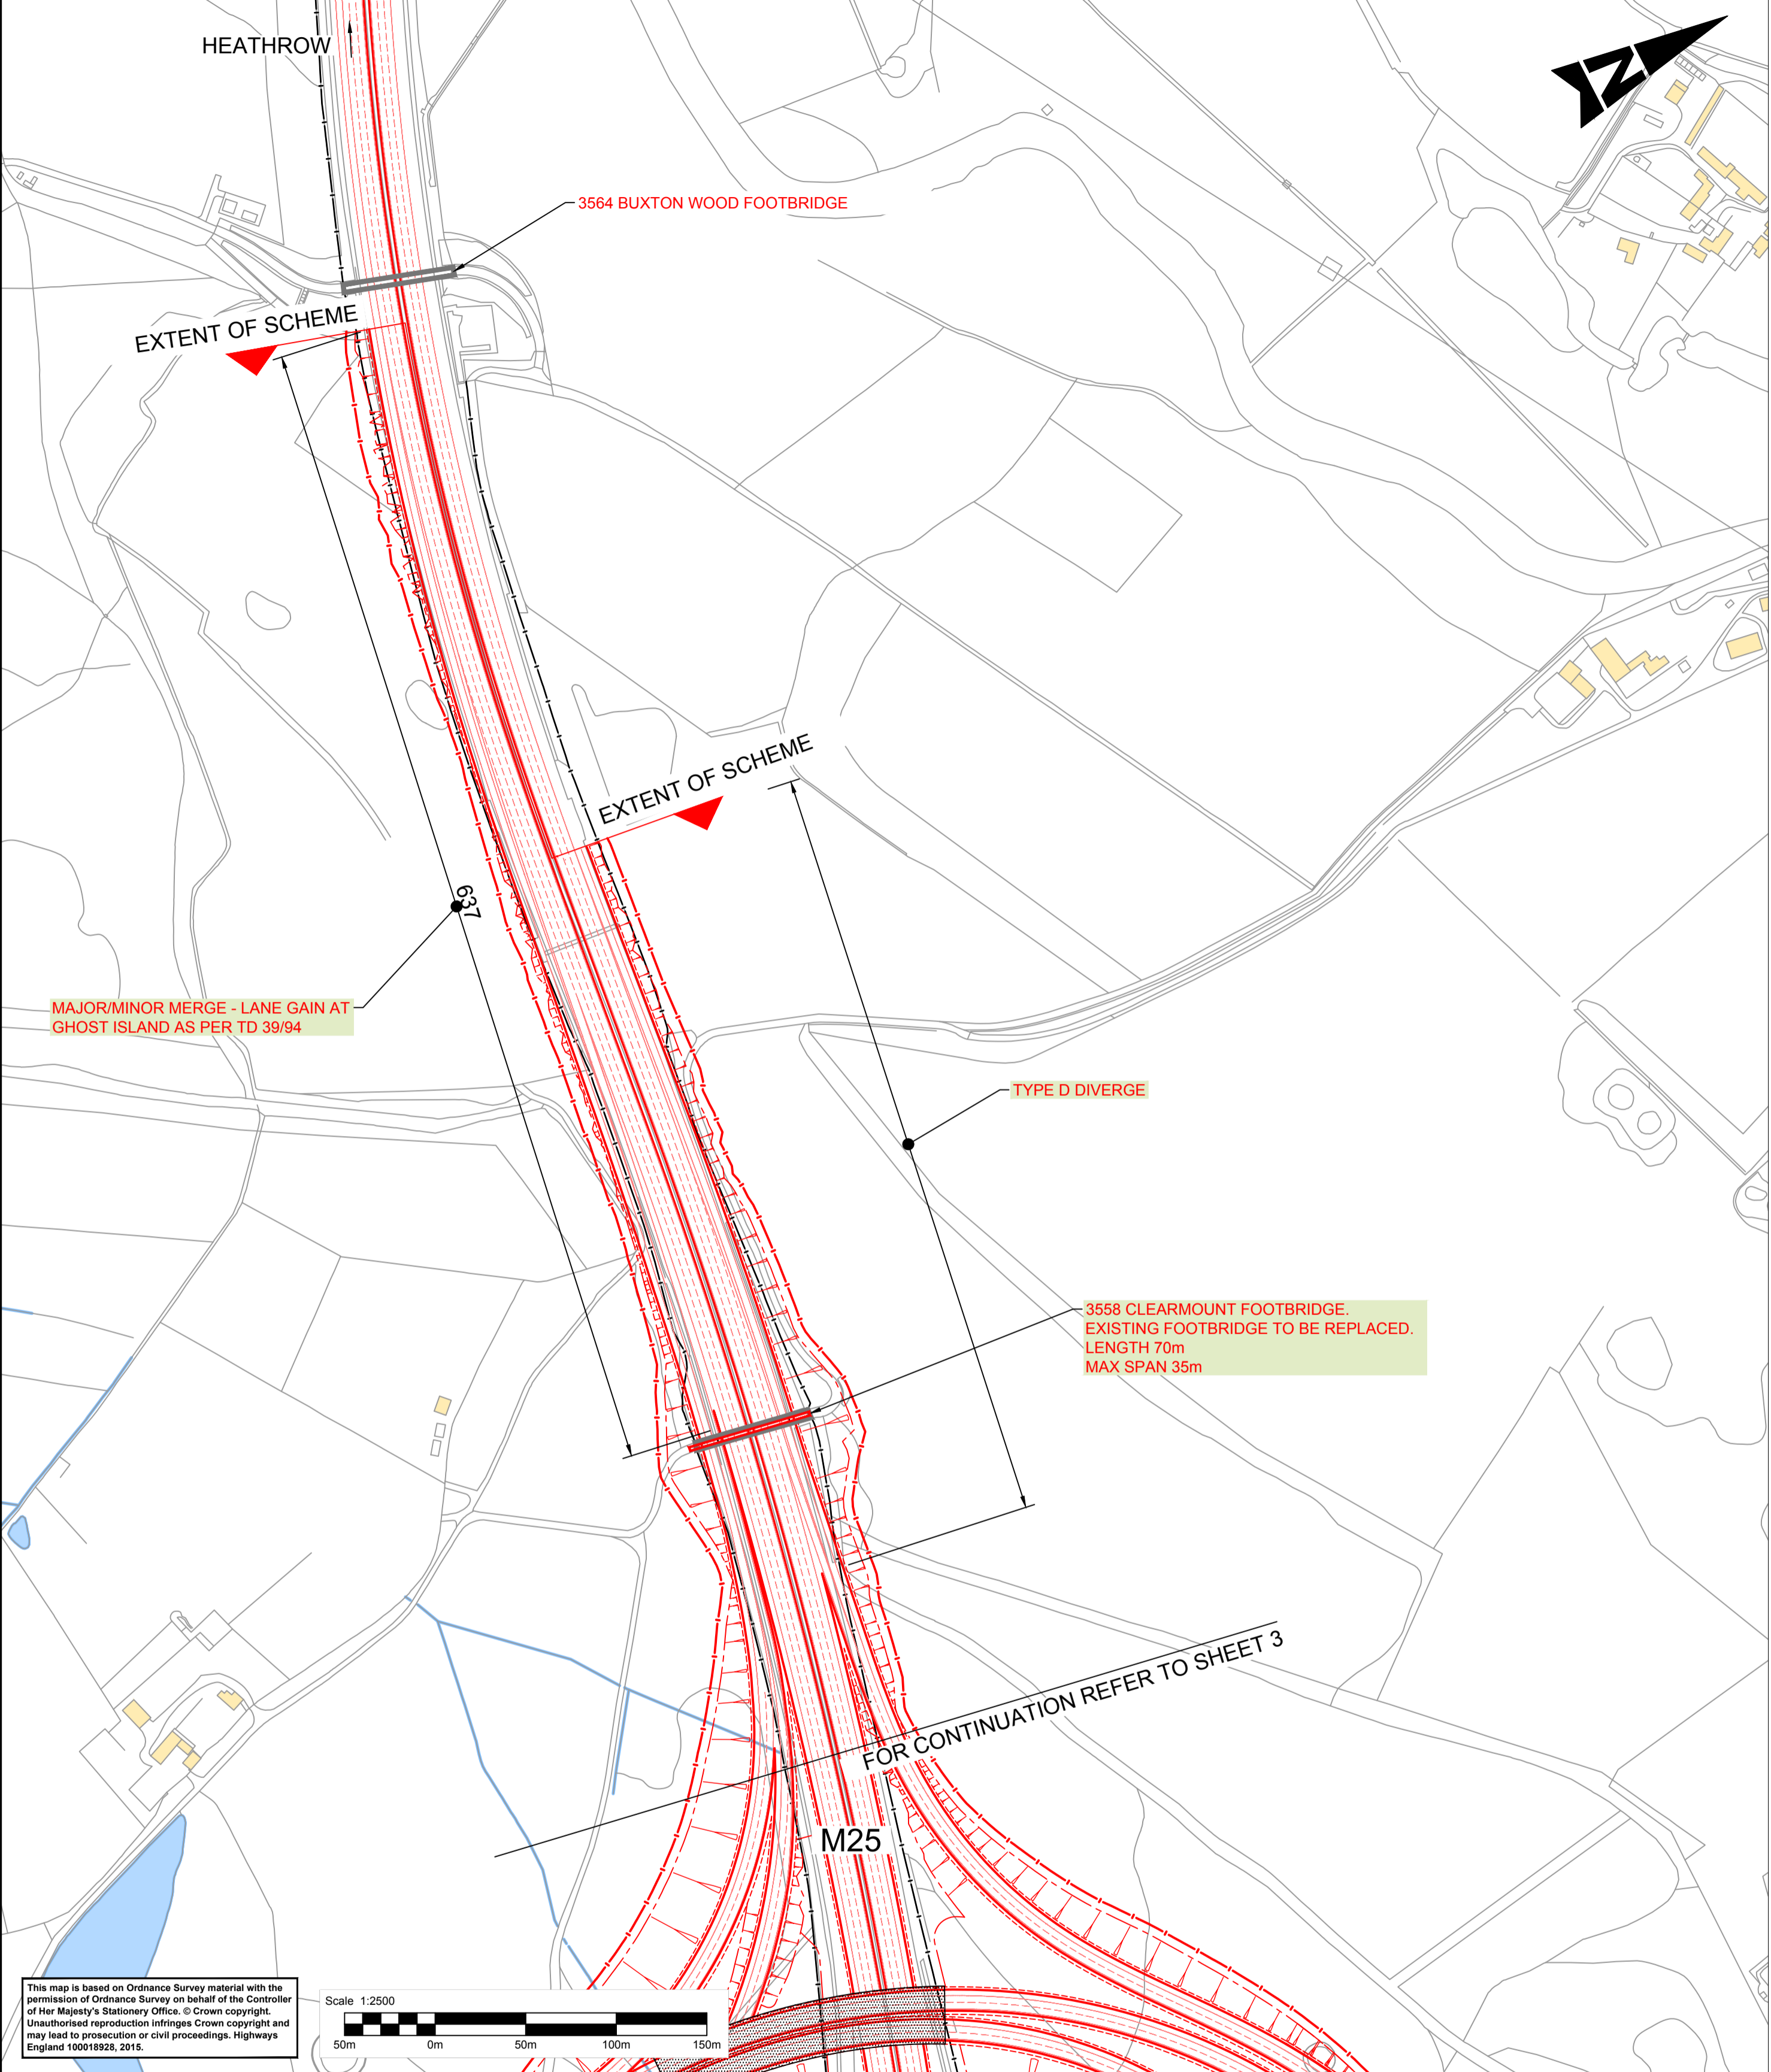 HEATHROW
N
3564 BUXTON WOOD FOOTBRIDGE
EXTENT OF SCHEME
EXTENT OF SCHEME
637
MAJOR/MINOR MERGE - LANE GAIN AT
GHOST ISLAND AS PER TD 39/94
TYPE D DIVERGE
3558 CLEARMOUNT FOOTBRIDGE.
EXISTING FOOTBRIDGE TO BE REPLACED.
LENGTH 70m
MAX SPAN 35m
FOR CONTINUATION REFER TO SHEET 3
M25
This map is based on Ordnance Survey material with the
permission of Ordnance Survey on behalf of the Controller
of Her Majesty's Stationery Office. © Crown copyright.
Unauthorised reproduction infringes Crown copyright and
may lead to prosecution or civil proceedings. Highways
England 100018928, 2015.
Scale 1:2500
50m 0m 50m 100m 150m